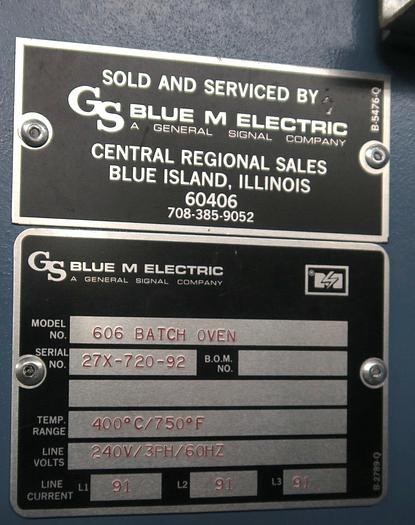 SOLD AND SERVICED BY
GS BLUE M ELECTRIC
A GENERAL SIGNAL COMPANY
CENTRAL REGIONAL SALES
BLUE ISLAND, ILLINOIS
60406
708-385-9052
B-5476-Q
GS BLUE M ELECTRIC
A GENERAL SIGNAL COMPANY
MODEL NO. 606 BATCH OVEN
SERIAL NO. 27X-720-92 B.O.M. NO.
TEMP. RANGE 400°C/750°F
LINE VOLTS 240V/3PH/60HZ
LINE CURRENT L1 91 L2 91 L3 91
B-2789-Q